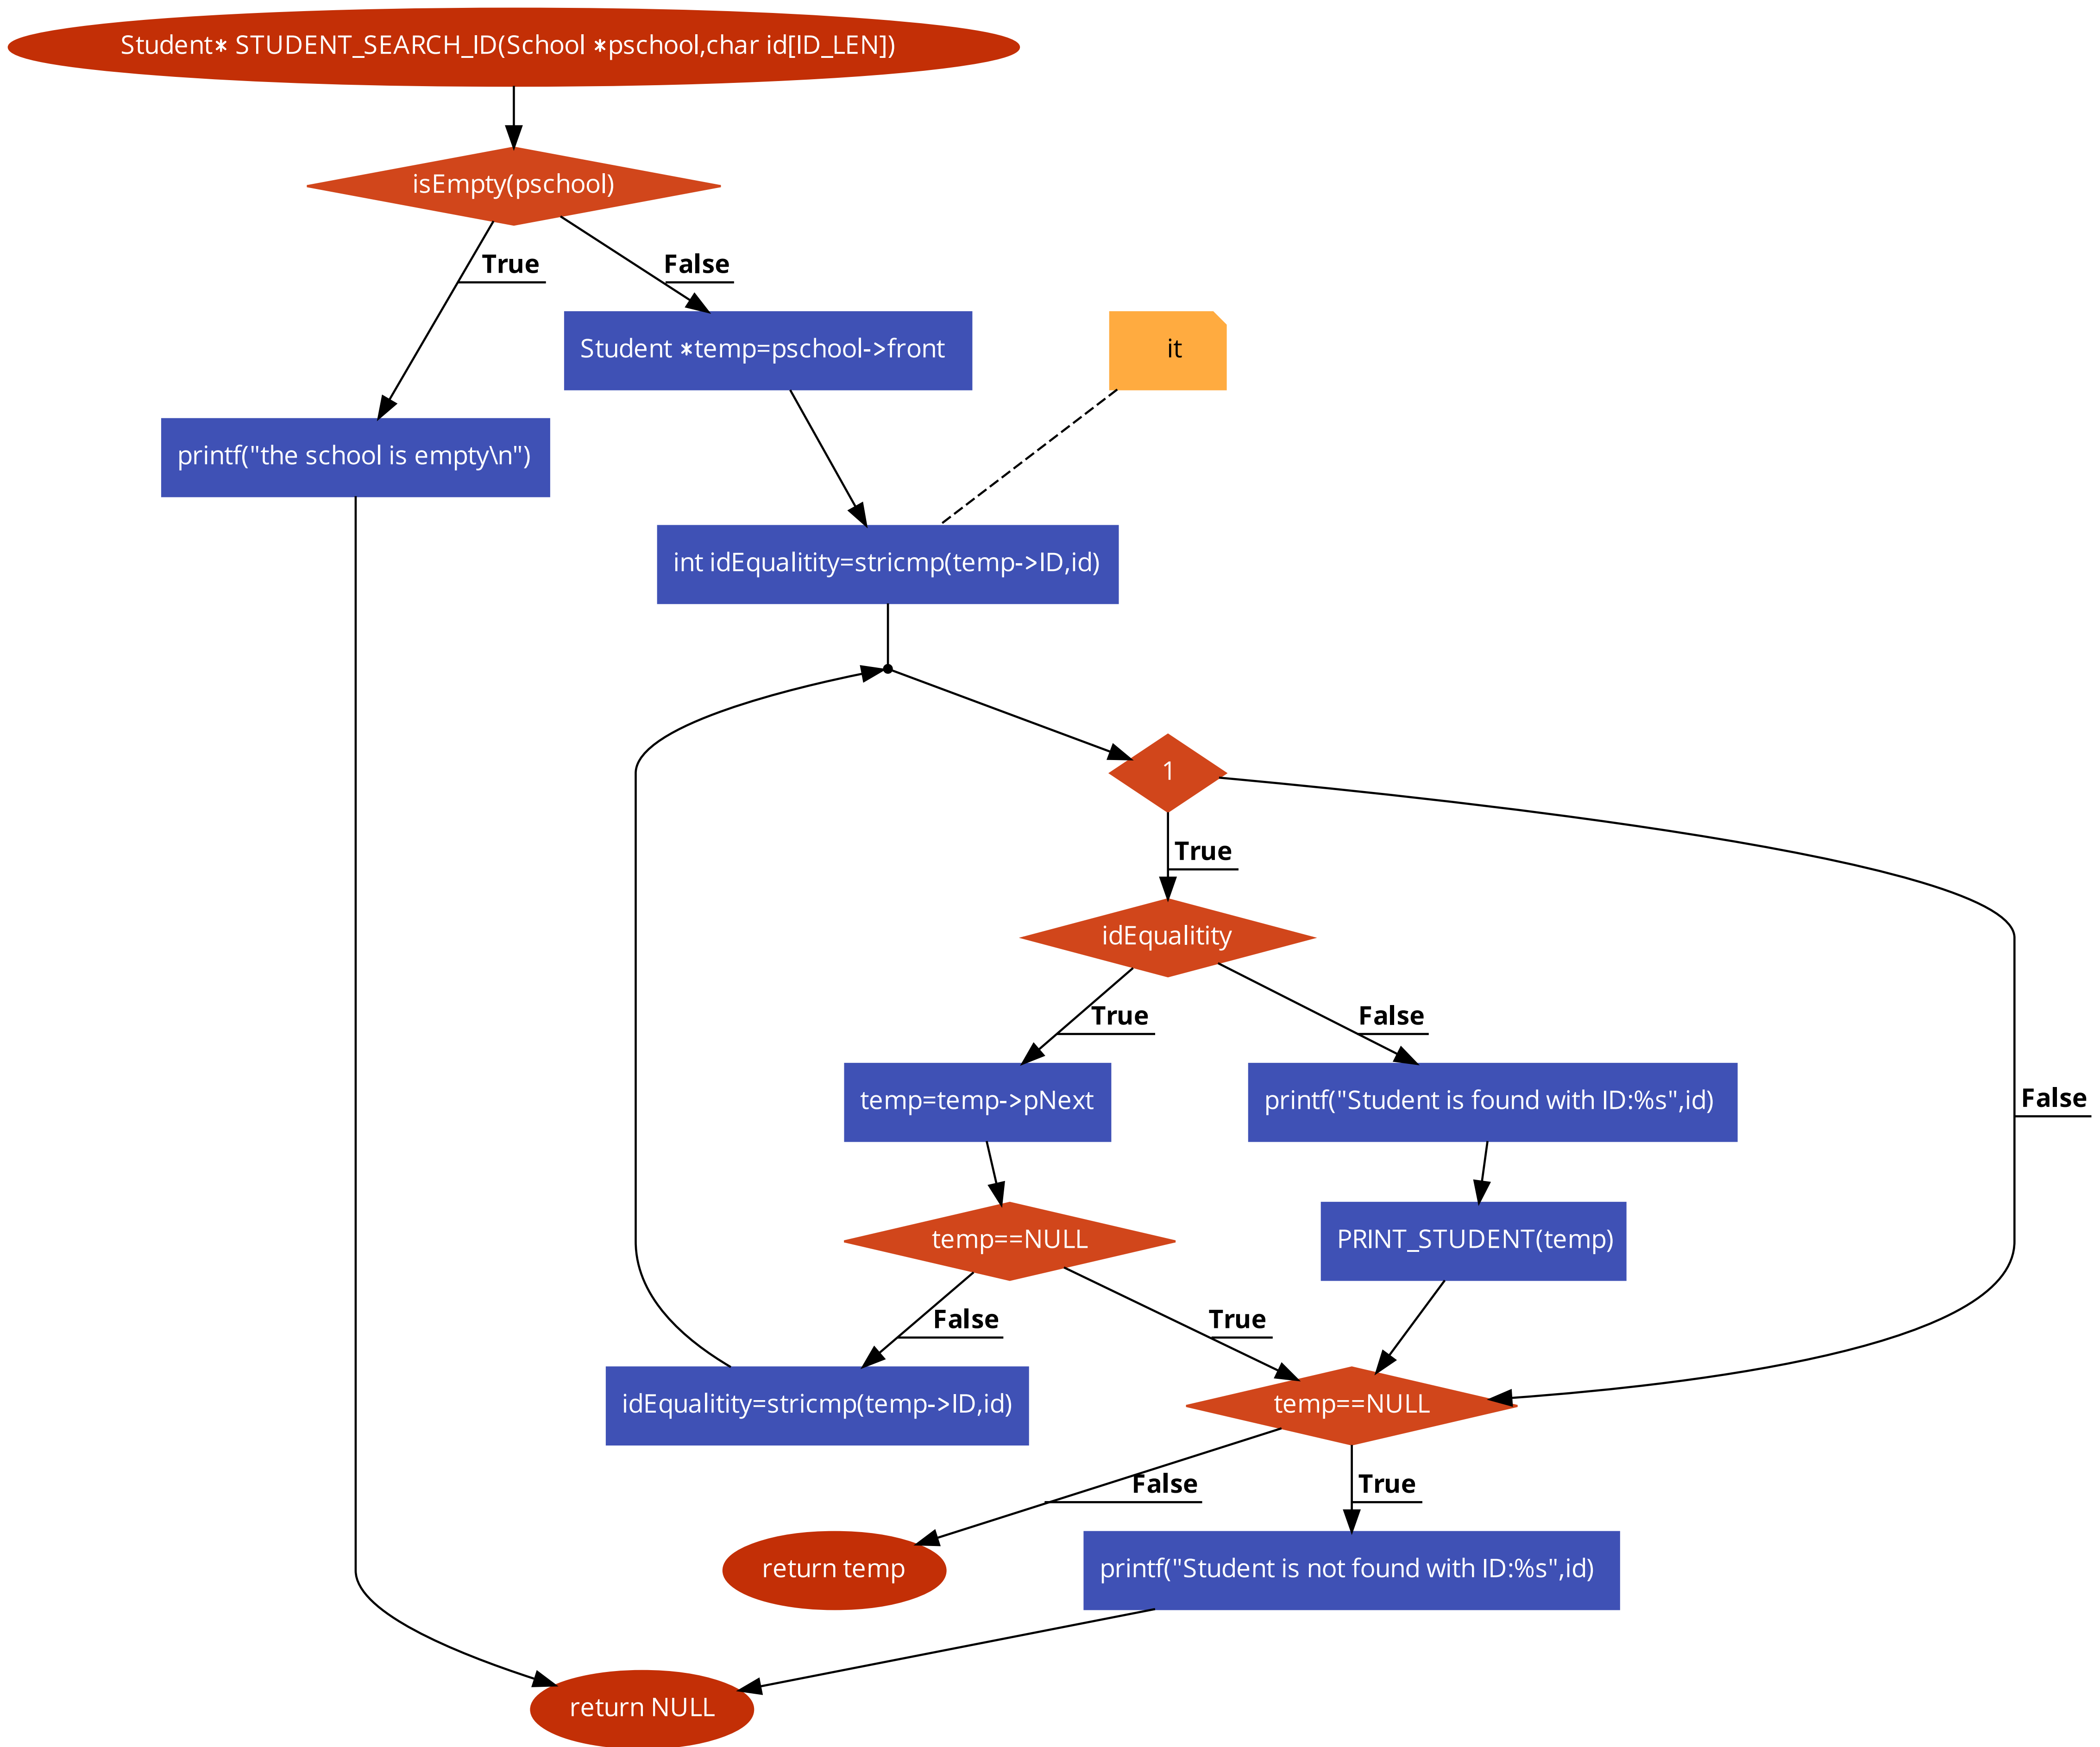 Student* STUDENT_SEARCH_ID(School *pschool,char id[ID_LEN])
isEmpty(pschool)
True
False
Student *temp=pschool->front
it
printf("the school is empty\n")
int idEqualitity=stricmp(temp->ID,id)
1
True
idEqualitity
True
False
temp=temp->pNext
printf("Student is found with ID:%s",id)
False
temp==NULL
PRINT_STUDENT(temp)
False
True
idEqualitity=stricmp(temp->ID,id)
temp==NULL
False
True
return temp
printf("Student is not found with ID:%s",id)
return NULL